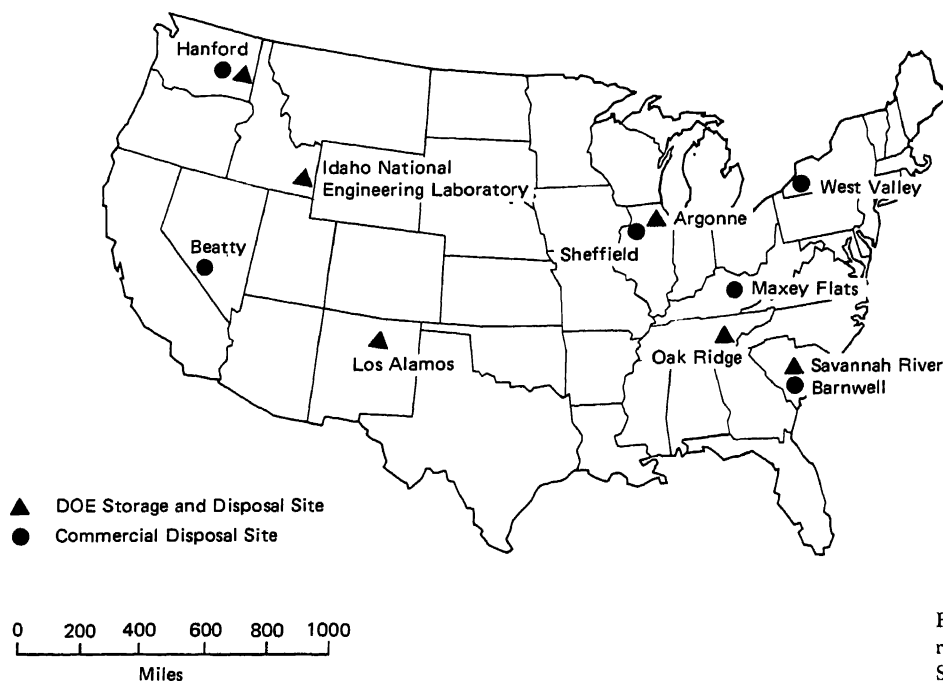 Hanford
Idaho National
Engineering Laboratory
West Valley
Argonne
Sheffield
Beatty
Maxey Flats
Los Alamos
Oak Ridge
Savannah River
Barnwell
DOE Storage and Disposal Site
Commercial Disposal Site
0 200 400 600 800 1000
Miles